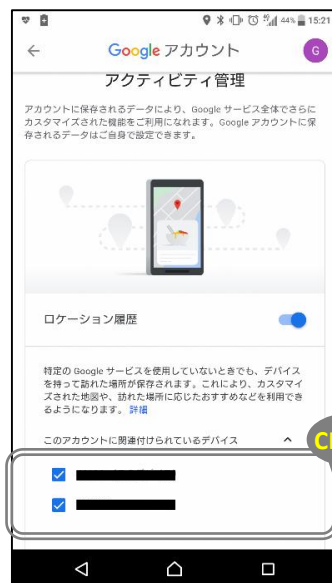 44% 15:21
Google アカウント
G
アクティビティ管理
アカウントに保存されるデータにより、Google サービス全体でさらに
カスタマイズされた機能をご利用になれます。Google アカウントに保
存されるデータはご自身で設定できます。
ロケーション履歴
特定の Google サービスを使用していないときでも、デバイス
を持って訪れた場所が保存されます。これにより、カスタマイ
ズされた地図や、訪れた場所に応じたおすすめなどを利用でき
るようになります。 詳細
このアカウントに関連付けられているデバイス